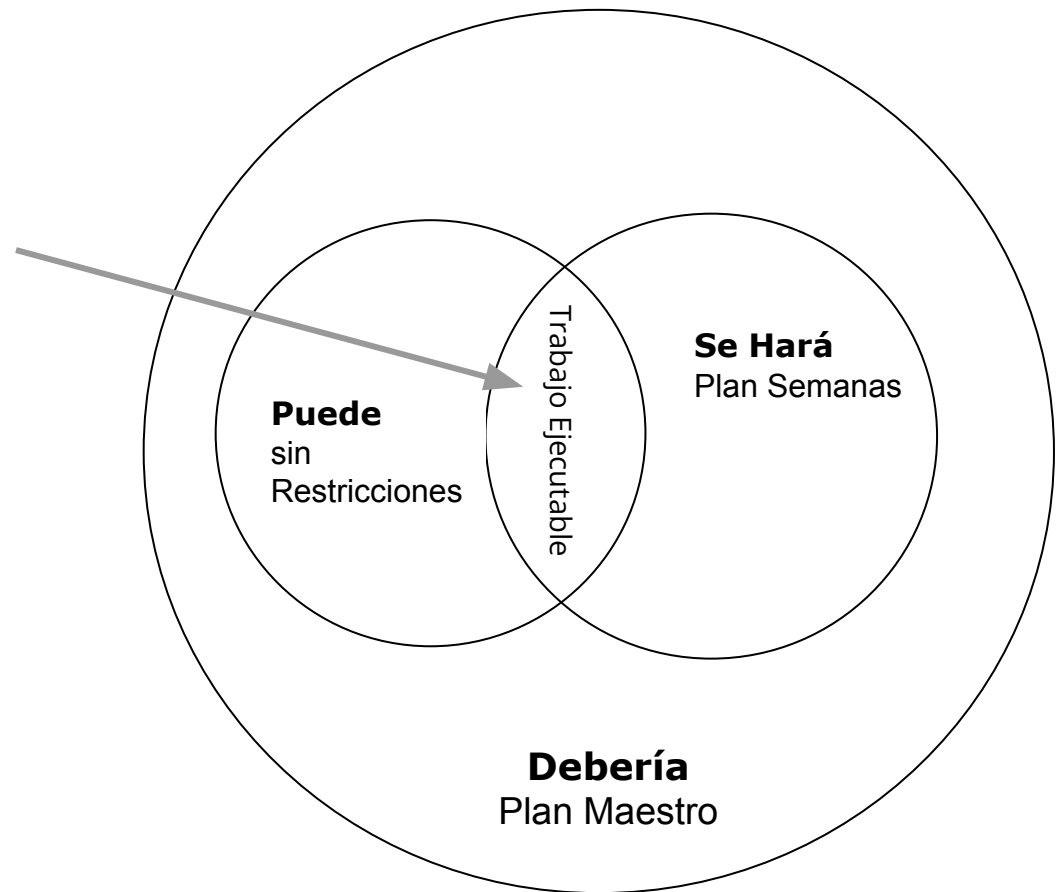 Puede
sin
Restricciones
Trabajo Ejecutable
Se Hará
Plan Semanas
Debería
Plan Maestro